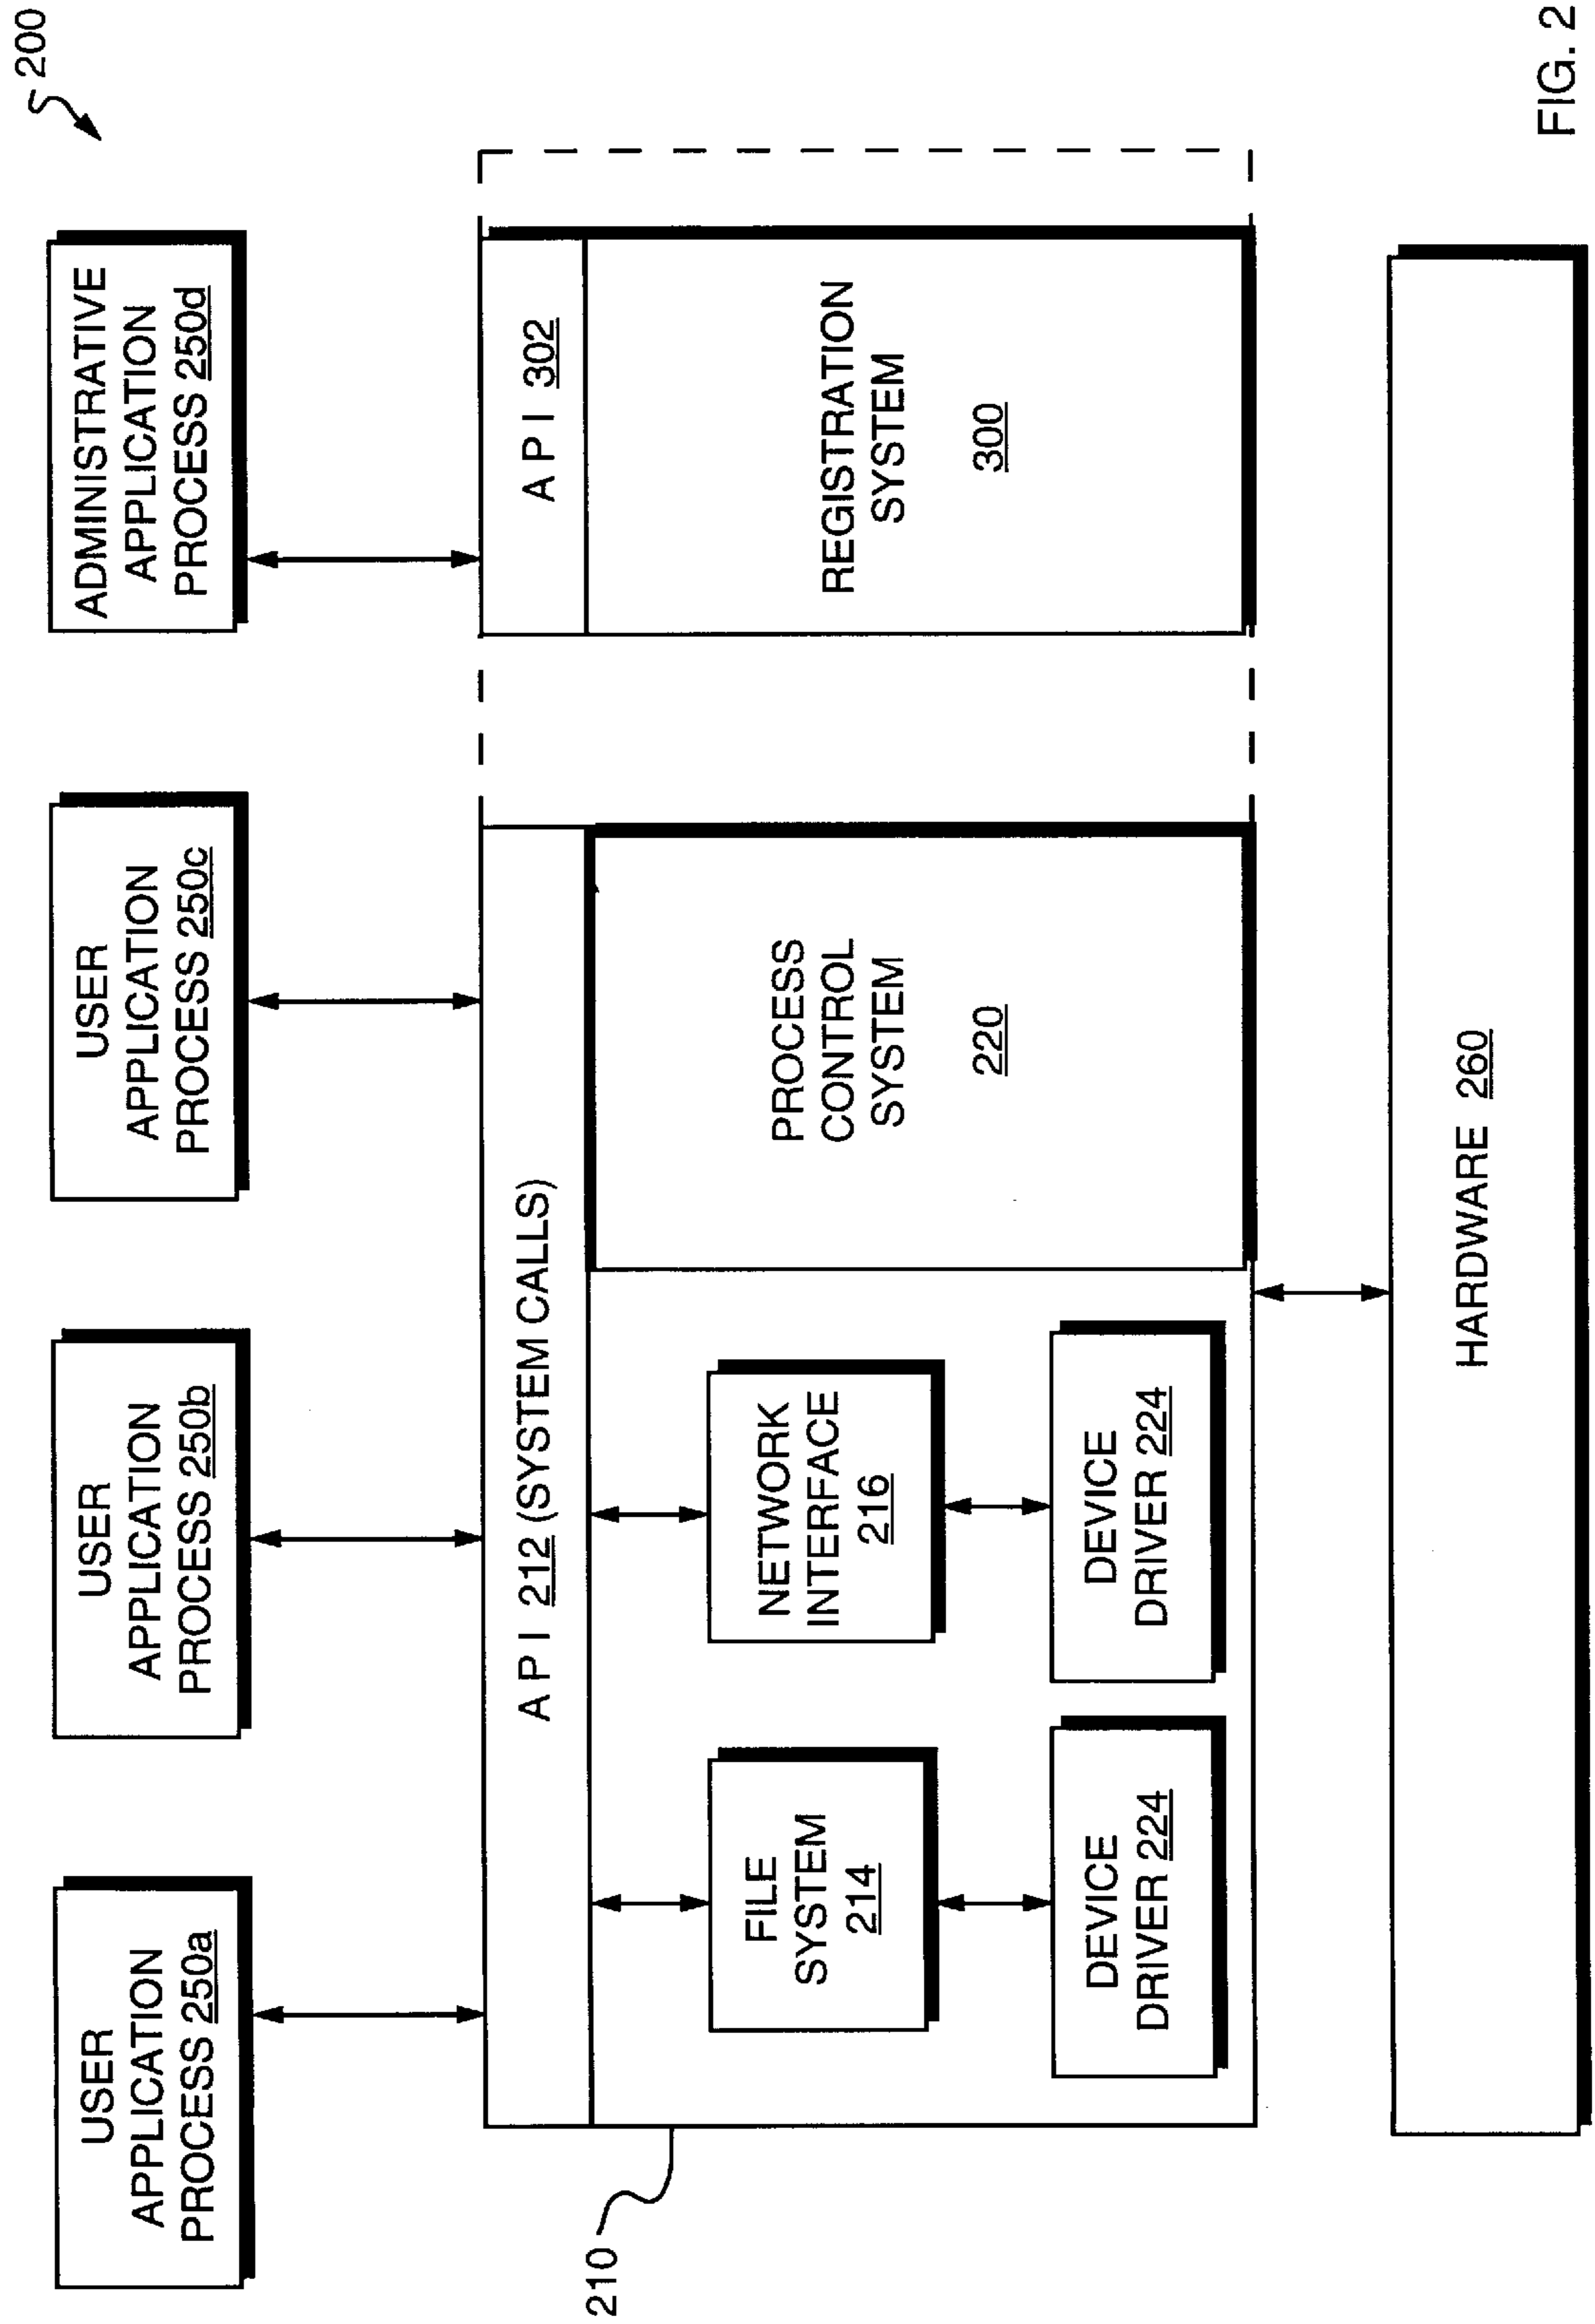 200
USER
APPLICATION
PROCESS 250a
USER
APPLICATION
PROCESS 250b
USER
APPLICATION
PROCESS 250c
ADMINISTRATIVE
APPLICATION
PROCESS 250d
API 212 (SYSTEM CALLS)
API 302
210
FILE
SYSTEM
214
NETWORK
INTERFACE
216
PROCESS
CONTROL
SYSTEM
220
REGISTRATION
SYSTEM
300
DEVICE
DRIVER 224
DEVICE
DRIVER 224
HARDWARE 260
FIG. 2